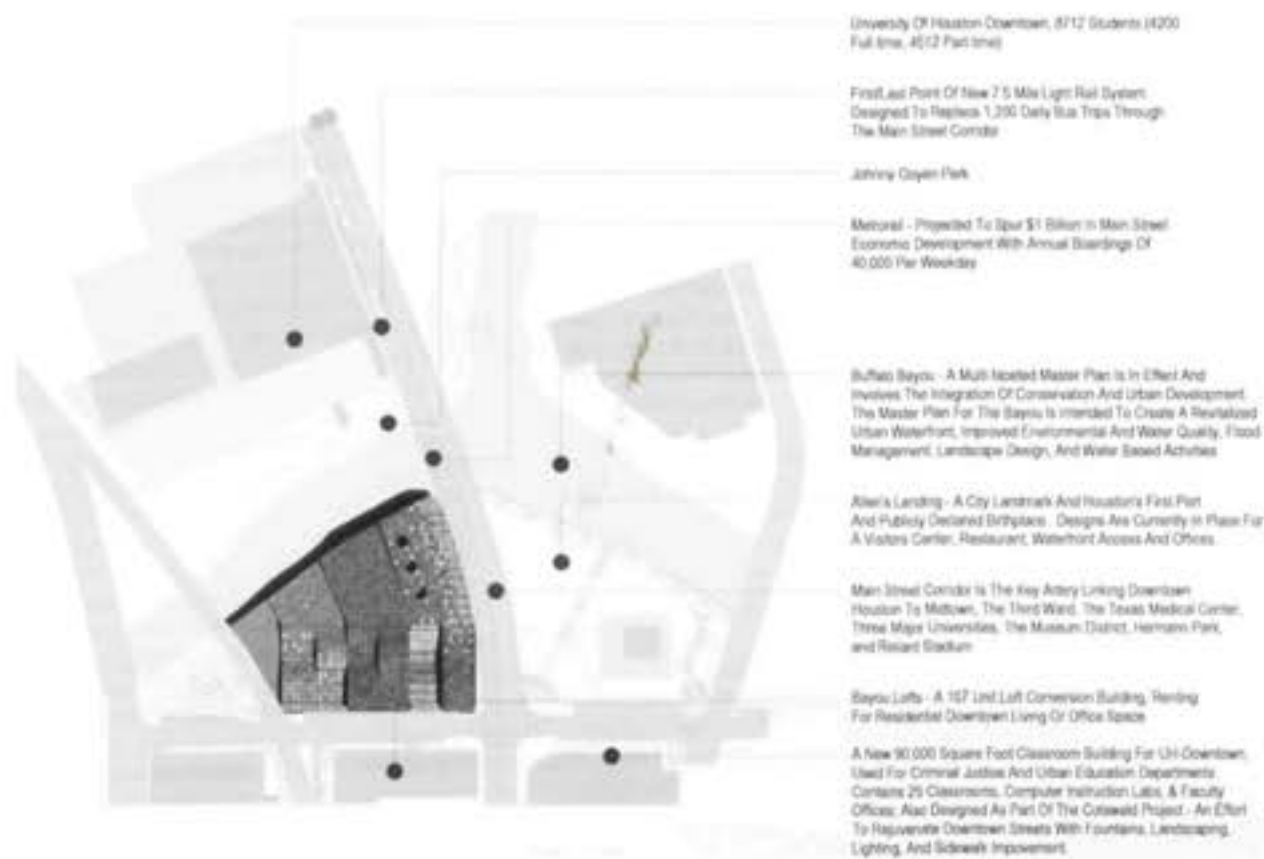 University Of Houston Downtown, 8712 Students (4200
Full time, 4512 Part time)
First/Last Point Of New 7.5 Mile Light Rail System
Designed To Replace 1,200 Daily Bus Trips Through
The Main Street Corridor
Johnny Goyen Park
Metrorail - Projected To Spur $1 Billion In Main Street
Economic Development With Annual Boardings Of
40,000 Per Weekday
Buffalo Bayou - A Multi Master Plan Is In Effect And
Involves The Integration Of Conservation And Urban Development.
The Master Plan For The Bayou Is Intended To Create A Revitalized
Urban Waterfront, Improved Environmental And Water Quality, Flood
Management, Landscape Design, And Water Based Activities
Allen's Landing - A City Landmark And Houston's First Port
And Publicly Declared Birthplace. Designs Are Currently In Place For
A Visitors Center, Restaurant, Waterfront Access And Offices.
Main Street Corridor Is The Key Artery Linking Downtown
Houston To Midtown, The Third Ward, The Texas Medical Center,
Three Major Universities, The Museum District, Hermann Park,
and Reliant Stadium
Bayou Lofts - A 107 Unit Loft Conversion Building, Renting
For Residential Downtown Living Or Office Space
A New 90,000 Square Foot Classroom Building For UH-Downtown,
Used For Criminal Justice And Urban Education Departments
Contains 25 Classrooms, Computer Instruction Labs, & Faculty
Offices; Also Designed As Part Of The Cotswold Project - An Effort
To Rejuvenate Downtown Streets With Fountains, Landscaping,
Lighting, And Sidewalk Impovement.